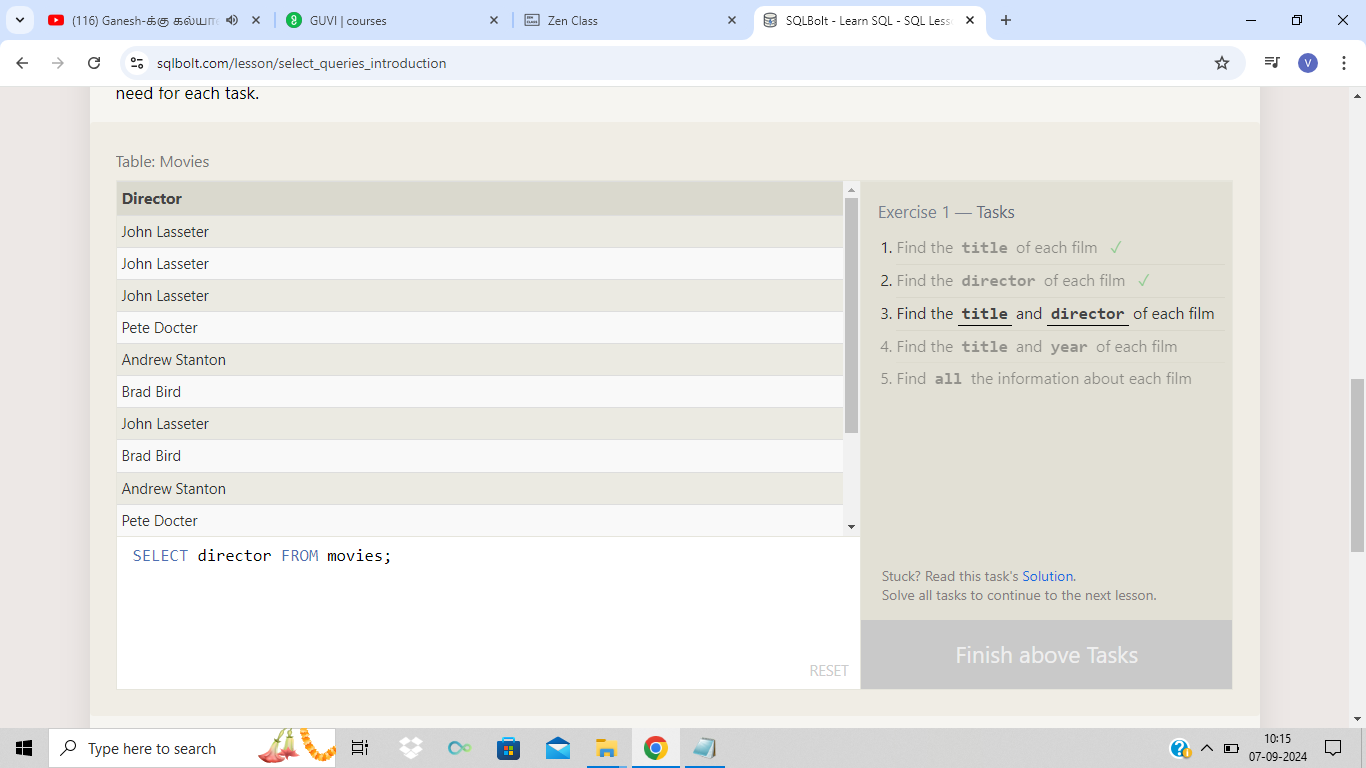 (116) Ganesh-க்கு கல்யா
GUVI | courses
Zen Class
SQLBolt - Learn SQL - SQL Less
sqlbolt.com/lesson/select_queries_introduction
V
need for each task.
Table: Movies
Director
John Lasseter
John Lasseter
John Lasseter
Pete Docter
Andrew Stanton
Brad Bird
John Lasseter
Brad Bird
Andrew Stanton
Pete Docter
SELECT director FROM movies;
RESET
Exercise 1 — Tasks
1. Find the title of each film ✓
2. Find the director of each film ✓
3. Find the title and director of each film
4. Find the title and year of each film
5. Find all the information about each film
Stuck? Read this task's Solution.
Solve all tasks to continue to the next lesson.
Finish above Tasks
Type here to search
10:15
07-09-2024